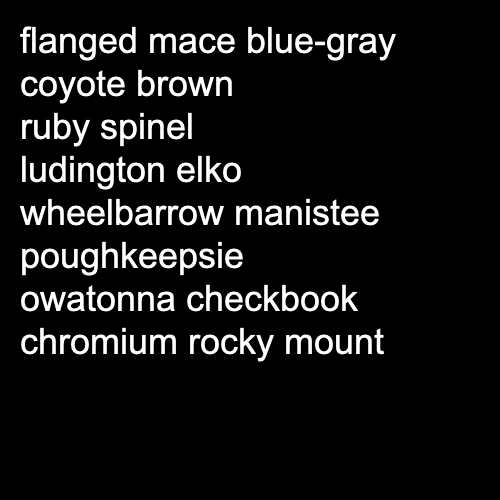 flanged mace blue-gray
coyote brown
ruby spinel
ludington elko
wheelbarrow manistee
poughkeepsie
owatonna checkbook
chromium rocky mount